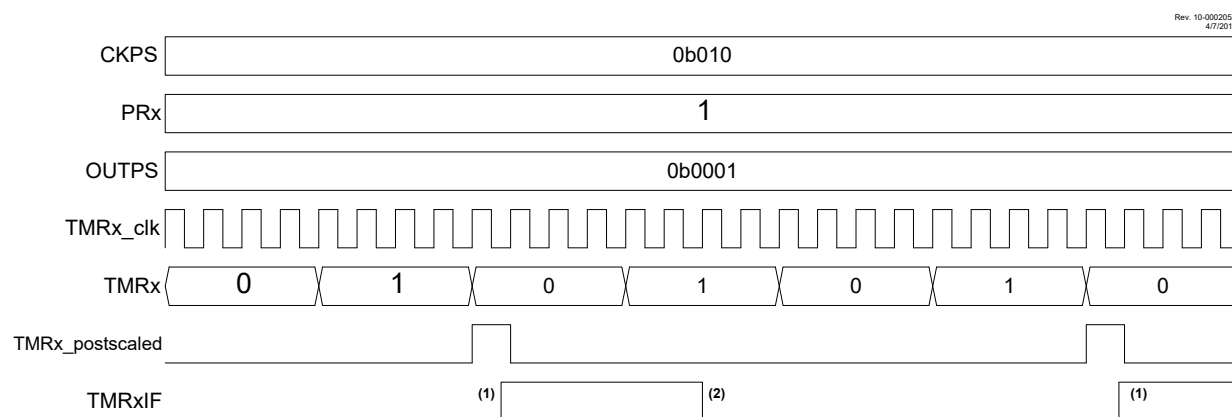 Rev. 10-000205
4/7/201
CKPS 0b010
PRx 1
OUTPS 0b0001
TMRx_clk
TMRx 0 1 0 1 0 1 0
TMRx_postscaled
TMRxIF (1) (2) (1)